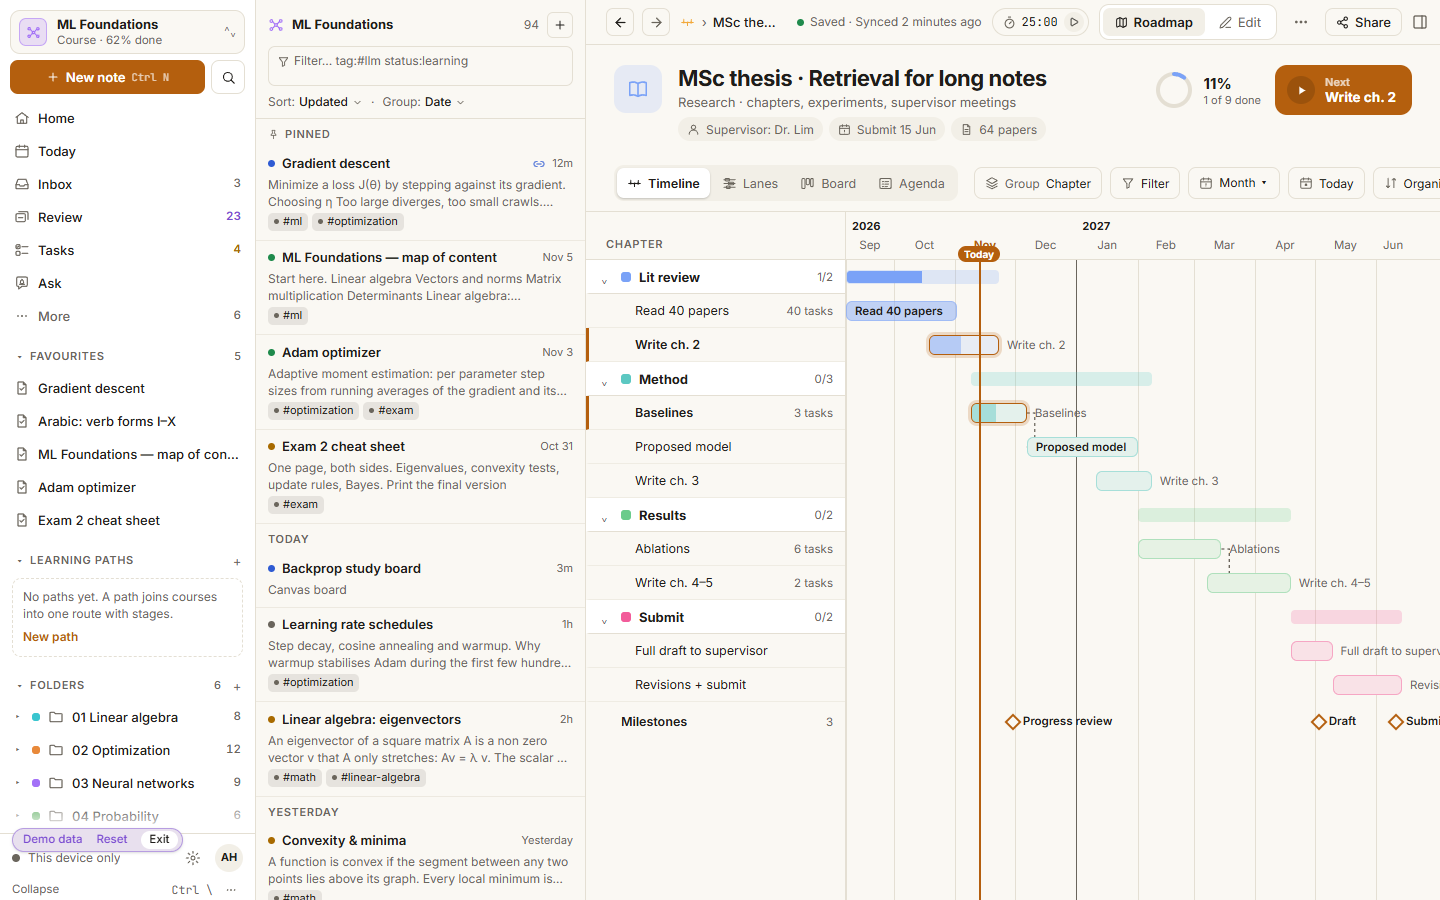 ML Foundations
Course · 62% done
New note Ctrl N
Home
Today
Inbox 3
Review 23
Tasks 4
Ask
More 6
FAVOURITES 5
Gradient descent
Arabic: verb forms I–X
ML Foundations — map of con...
Adam optimizer
Exam 2 cheat sheet
LEARNING PATHS +
No paths yet. A path joins courses
into one route with stages.
New path
FOLDERS 6 +
01 Linear algebra 8
02 Optimization 12
03 Neural networks 9
04 Probability 6
Demo data Reset Exit
This device only AH
Collapse Ctrl \ ...
ML Foundations 94 +
Filter... tag:#llm status:learning
Sort: Updated · Group: Date
PINNED
Gradient descent 12m
Minimize a loss J(θ) by stepping against its gradient.
Choosing η Too large diverges, too small crawls....
#ml #optimization
ML Foundations — map of content Nov 5
Start here. Linear algebra Vectors and norms Matrix
multiplication Determinants Linear algebra:...
#ml
Adam optimizer Nov 3
Adaptive moment estimation: per parameter step
sizes from running averages of the gradient and its...
#optimization #exam
Exam 2 cheat sheet Oct 31
One page, both sides. Eigenvalues, convexity tests,
update rules, Bayes. Print the final version
#exam
TODAY
Backprop study board 3m
Canvas board
Learning rate schedules 1h
Step decay, cosine annealing and warmup. Why
warmup stabilises Adam during the first few hundre...
#optimization
Linear algebra: eigenvectors 2h
An eigenvector of a square matrix A is a non zero
vector v that A only stretches: Av = λ v. The scalar ...
#math #linear-algebra
YESTERDAY
Convexity & minima Yesterday
A function is convex if the segment between any two
points lies above its graph. Every local minimum is...
#math
› MSc the... Saved · Synced 2 minutes ago 25:00 Roadmap Edit ... Share
MSc thesis · Retrieval for long notes
Research · chapters, experiments, supervisor meetings
Supervisor: Dr. Lim Submit 15 Jun 64 papers
11%
1 of 9 done
Next
Write ch. 2
Timeline Lanes Board Agenda Group Chapter Filter Month Today Organi
2026 2027
CHAPTER Sep Oct Nov Dec Jan Feb Mar Apr May Jun
Today
Lit review 1/2
Read 40 papers 40 tasks Read 40 papers
Write ch. 2 Write ch. 2
Method 0/3
Baselines 3 tasks Baselines
Proposed model Proposed model
Write ch. 3 Write ch. 3
Results 0/2
Ablations 6 tasks Ablations
Write ch. 4–5 2 tasks Write ch. 4–5
Submit 0/2
Full draft to supervisor Full draft to superv
Revisions + submit Revis
Milestones 3 Progress review Draft Submi